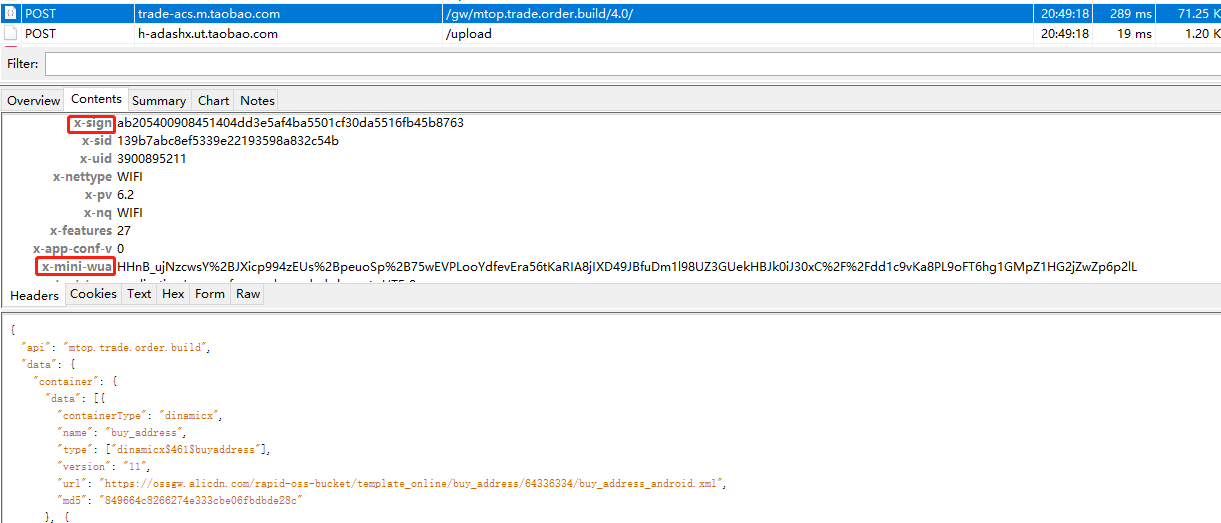 POST trade-acs.m.taobao.com /gw/mtop.trade.order.build/4.0/ 20:49:18 289 ms 71.25 K
POST h-adashx.ut.taobao.com /upload 20:49:18 19 ms 1.20 K
Filter:
Overview Contents Summary Chart Notes
x-sign ab205400908451404dd3e5af4ba5501cf30da5516fb45b8763
x-sid 139b7abc8ef5339e22193598a832c54b
x-uid 3900895211
x-nettype WIFI
x-pv 6.2
x-nq WIFI
x-features 27
x-app-conf-v 0
x-mini-wua HHnB_ujNzcwsY%2BJXicp994zEUs%2BpeuoSp%2B75wEVPLooYdfevEra56tKaRIA8jIXD49JBfuDm1l98UZ3GUekHBJk0iJ30xC%2F%2Fdd1c9vKa8PL9oFT6hg1GMpZ1HG2jZwZp6p2lL
Headers Cookies Text Hex Form Raw
{
"api": "mtop.trade.order.build",
"data": {
"container": {
"data": [{
"containerType": "dinamicx",
"name": "buy_address",
"type": ["dinamicx$461$buyaddress"],
"version": "11",
"url": "https://ossgw.alicdn.com/rapid-oss-bucket/template_online/buy_address/64336334/buy_address_android.xml",
"md5": "849664c8266274e333cbe06fbdbde28c"
}, {